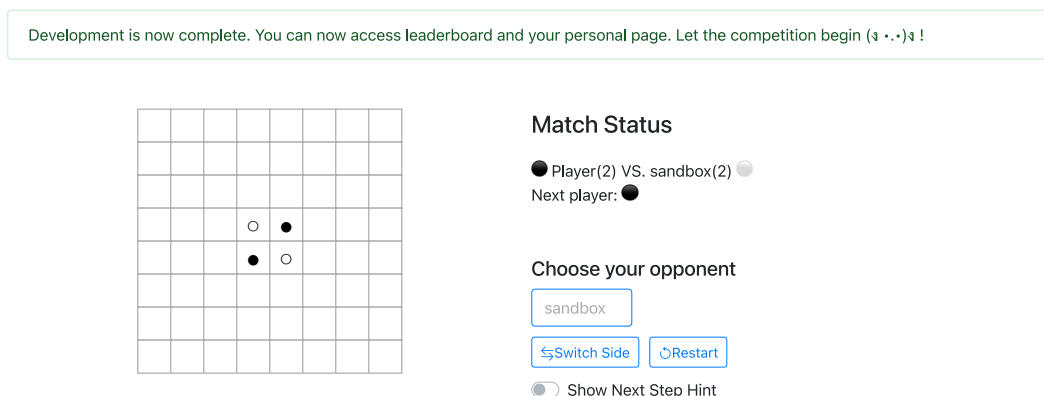 Development is now complete. You can now access leaderboard and your personal page. Let the competition begin (ง •.•)ง !
Match Status
Player(2) VS. sandbox(2)
Next player:
Choose your opponent
sandbox
Switch Side
Restart
Show Next Step Hint